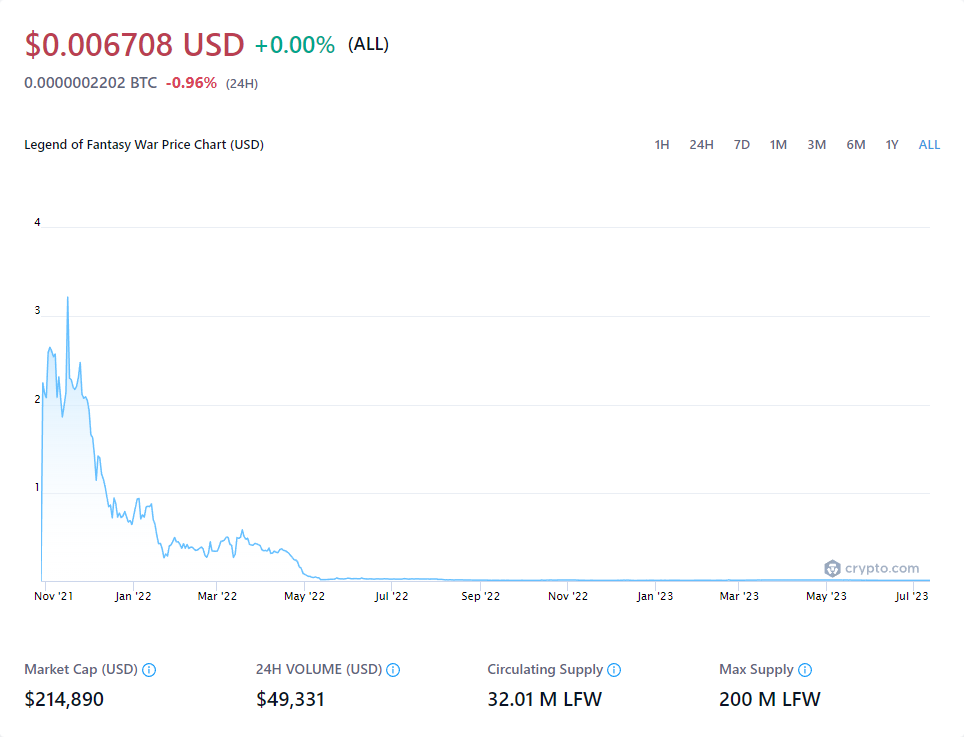 $0.006708 USD +0.00% (ALL)
0.0000002202 BTC -0.96% (24H)
Legend of Fantasy War Price Chart (USD) 1H 24H 7D 1M 3M 6M 1Y ALL
4
3
2
1
crypto.com
Nov '21 Jan '22 Mar '22 May '22 Jul '22 Sep '22 Nov '22 Jan '23 Mar '23 May '23 Jul '23
Market Cap (USD) 24H VOLUME (USD) Circulating Supply Max Supply
$214,890 $49,331 32.01 M LFW 200 M LFW